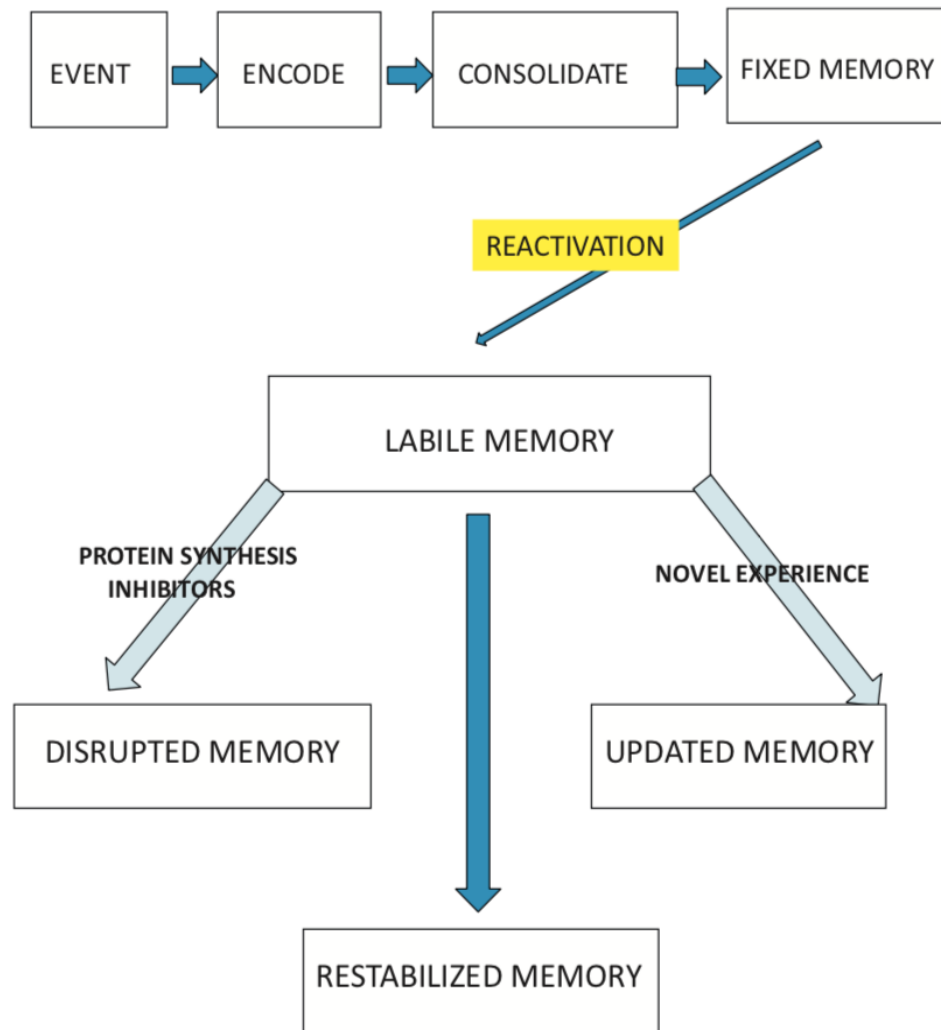 EVENT
ENCODE
CONSOLIDATE
FIXED MEMORY
REACTIVATION
LABILE MEMORY
PROTEIN SYNTHESIS
INHIBITORS
NOVEL EXPERIENCE
DISRUPTED MEMORY
UPDATED MEMORY
RESTABILIZED MEMORY